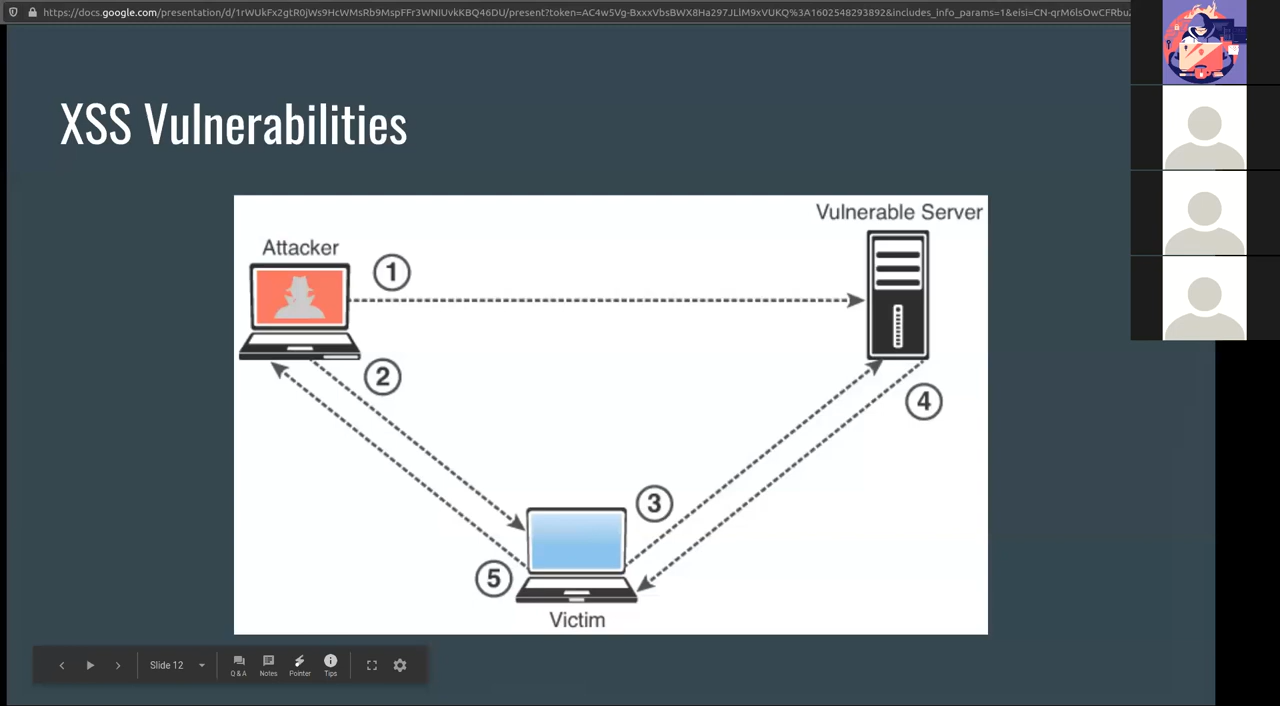 https://docs.google.com/presentation/d/1rWUkFx2gtR0jWs9HcWMsRb9MspFFr3WNIUvkKBQ46DU/present?token=AC4w5Vg-BxxxVbsBWX8Ha297JLlM9xVUKQ%3A1602548293892&includes_info_params=1&eisi=CN-qrM6lsOwCFRbu
XSS Vulnerabilities
Vulnerable Server
Attacker
1
2
4
3
5
Victim
Slide 12
Q & A
Notes
Pointer
Tips